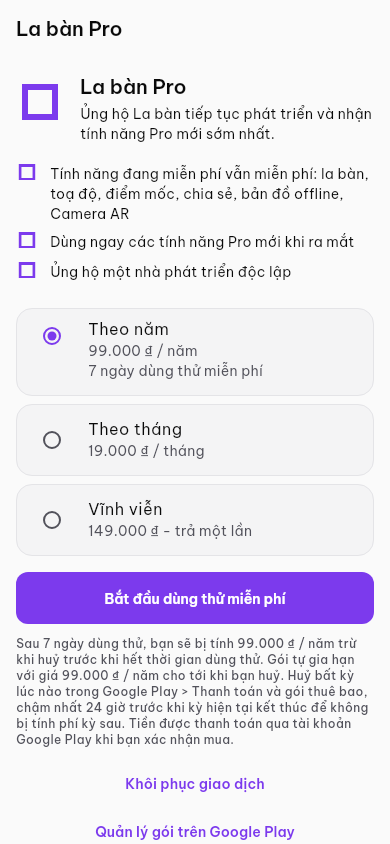 La bàn Pro
La bàn Pro
Ủng hộ La bàn tiếp tục phát triển và nhận
tính năng Pro mới sớm nhất.
Tính năng đang miễn phí vẫn miễn phí: la bàn,
toạ độ, điểm mốc, chia sẻ, bản đồ offline,
Camera AR
Dùng ngay các tính năng Pro mới khi ra mắt
Ủng hộ một nhà phát triển độc lập
Theo năm
99.000 ₫ / năm
7 ngày dùng thử miễn phí
Theo tháng
19.000 ₫ / tháng
Vĩnh viễn
149.000 ₫ – trả một lần
Bắt đầu dùng thử miễn phí
Sau 7 ngày dùng thử, bạn sẽ bị tính 99.000 ₫ / năm trừ
khi huỷ trước khi hết thời gian dùng thử. Gói tự gia hạn
với giá 99.000 ₫ / năm cho tới khi bạn huỷ. Huỷ bất kỳ
lúc nào trong Google Play > Thanh toán và gói thuê bao,
chậm nhất 24 giờ trước khi kỳ hiện tại kết thúc để không
bị tính phí kỳ sau. Tiền được thanh toán qua tài khoản
Google Play khi bạn xác nhận mua.
Khôi phục giao dịch
Quản lý gói trên Google Play